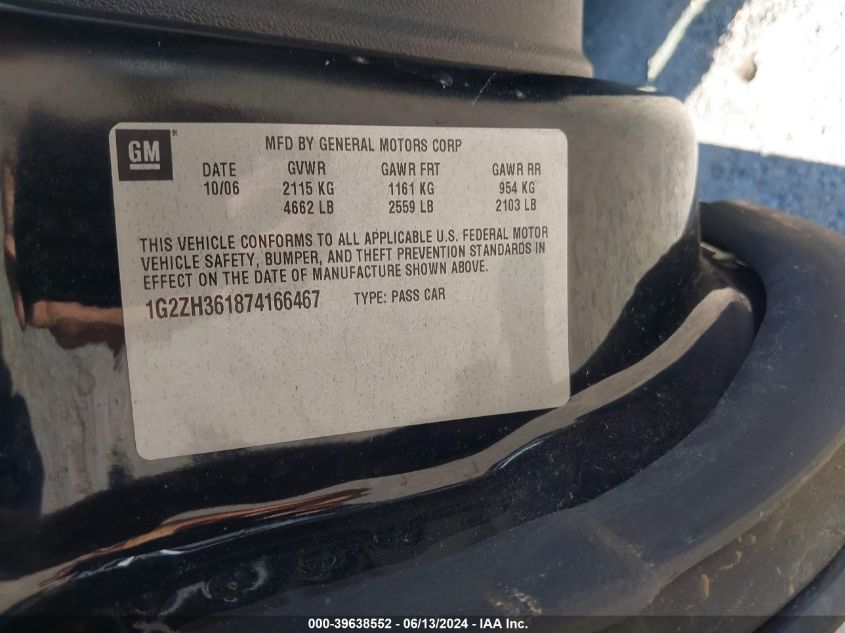 GM
MFD BY GENERAL MOTORS CORP
DATE GVWR GAWR FRT GAWR RR
10/06 2115 KG 1161 KG 954 KG
4662 LB 2559 LB 2103 LB
THIS VEHICLE CONFORMS TO ALL APPLICABLE U.S. FEDERAL MOTOR
VEHICLE SAFETY, BUMPER, AND THEFT PREVENTION STANDARDS IN
EFFECT ON THE DATE OF MANUFACTURE SHOWN ABOVE.
1G2ZH361874166467 TYPE: PASS CAR
000-39638552 - 06/13/2024 - IAA Inc.